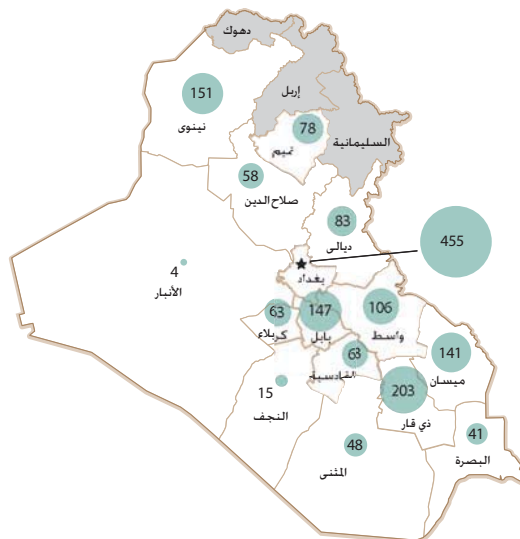 دهوك
151
نينوى
إربل
78
تميم
السليمانية
58
صلاح الدين
83
ديالى
455
4
الأنبار
بغداد
63
كربلاء
147
بابل
106
واسط
63
القادسية
141
ميسان
15
النجف
203
ذي قار
48
المثنى
41
البصرة